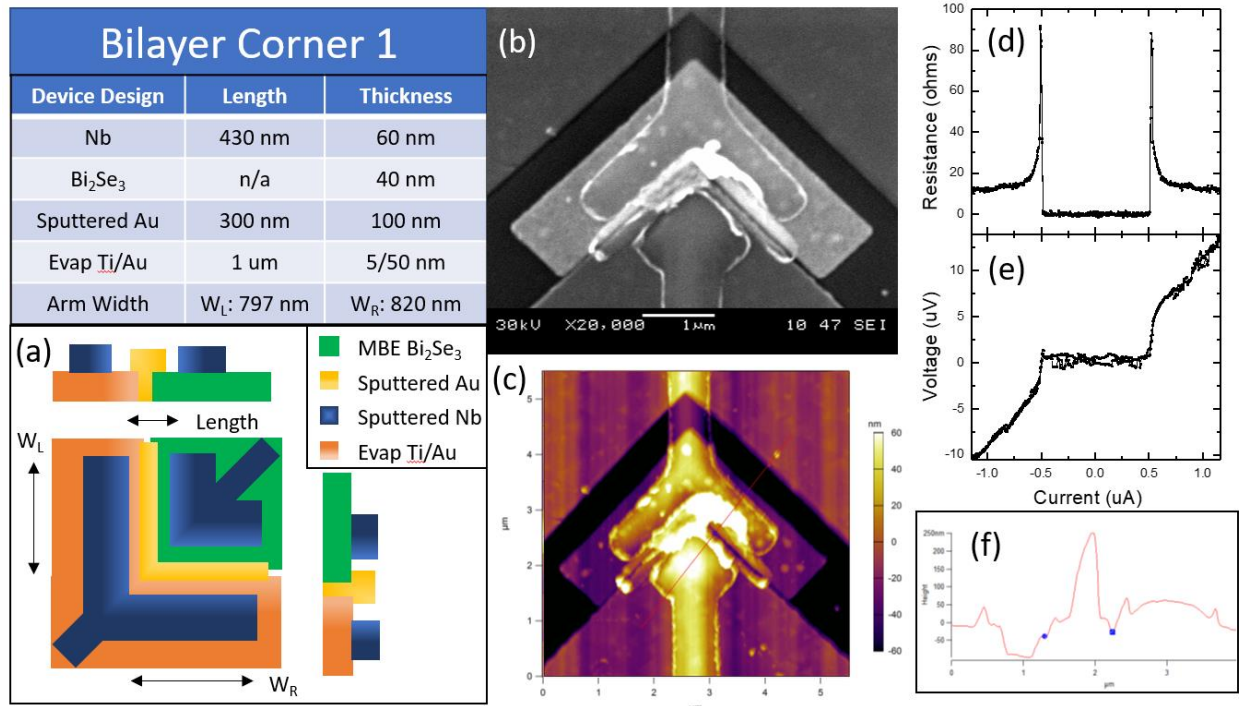 Bilayer Corner 1
Device Design Length Thickness
Nb 430 nm 60 nm
Bi₂Se₃ n/a 40 nm
Sputtered Au 300 nm 100 nm
Evap Ti/Au 1 um 5/50 nm
Arm Width W_L: 797 nm W_R: 820 nm
(a)
MBE Bi₂Se₃
Sputtered Au
Sputtered Nb
Evap Ti/Au
Length
W_L
W_R
(b)
30kV X20,000 1μm 10 47 SEI
(c)
5
4
3
2
1
0
μm
0 1 2 3 4 5
nm
60
40
20
0
-20
-40
-60
(d)
Resistance (ohms)
100
80
60
40
20
0
(e)
Voltage (uV)
10
5
0
-5
-10
-1.0 -0.5 0.0 0.5 1.0
Current (uA)
(f)
Height
250nm
200
150
100
50
0
-50
0 1 2 3
μm